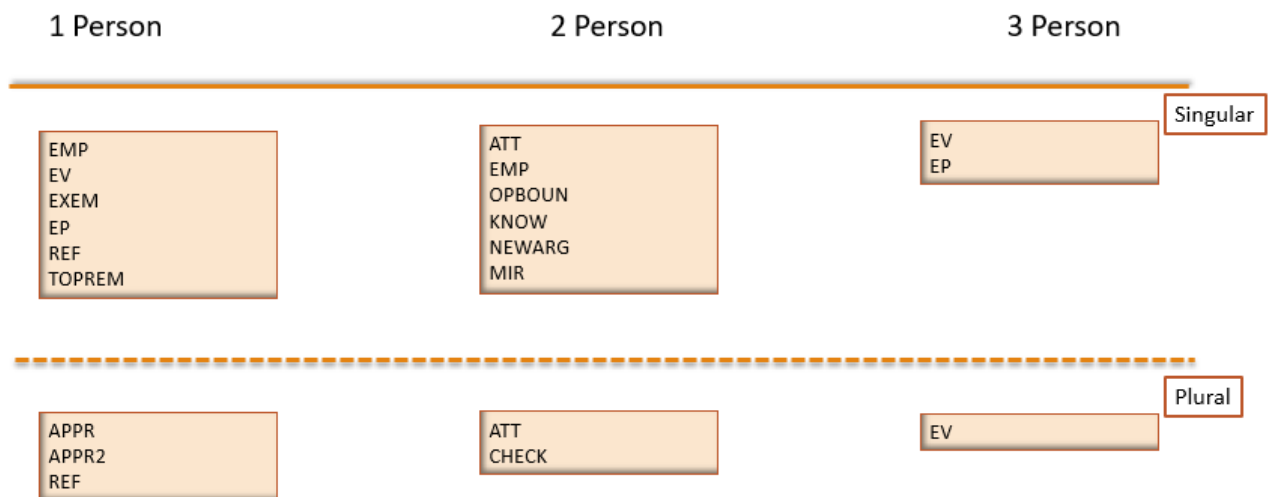 1 Person
2 Person
3 Person
Singular
EMP
EV
EXEM
EP
REF
TOPREM
ATT
EMP
OPBOUN
KNOW
NEWARG
MIR
EV
EP
Plural
APPR
APPR2
REF
ATT
CHECK
EV